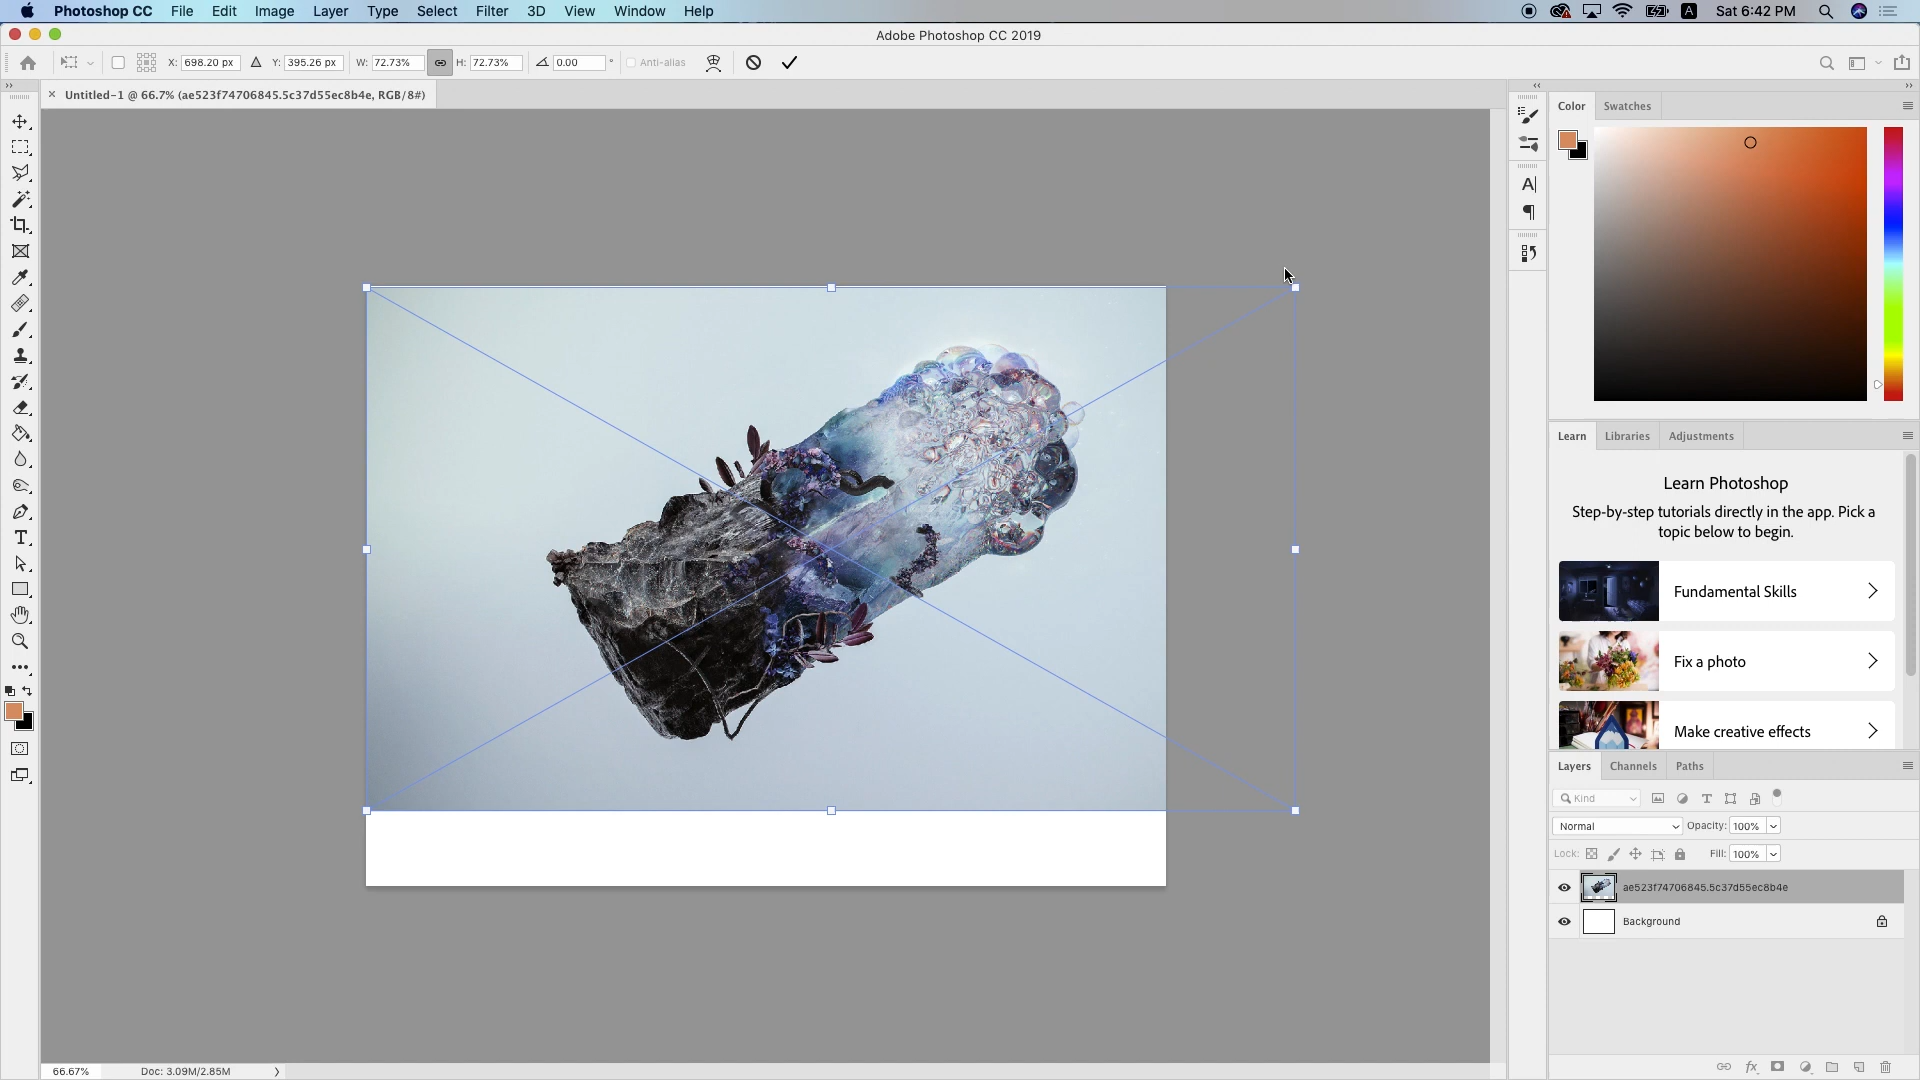 Photoshop CC File Edit Image Layer Type Select Filter 3D View Window Help
A Sat 6:42 PM
Adobe Photoshop CC 2019
X: 698.20 px Y: 395.26 px W: 72.73% H: 72.73% 0.00 ° Anti-alias
Untitled-1 @ 66.7% (ae523f74706845.5c37d55ec8b4e, RGB/8#)
Color Swatches
Learn Libraries Adjustments
Learn Photoshop
Step-by-step tutorials directly in the app. Pick a
topic below to begin.
Fundamental Skills
Fix a photo
Make creative effects
Layers Channels Paths
Kind
Normal Opacity: 100%
Lock: Fill: 100%
ae523f74706845.5c37d55ec8b4e
Background
66.67% Doc: 3.09M/2.85M